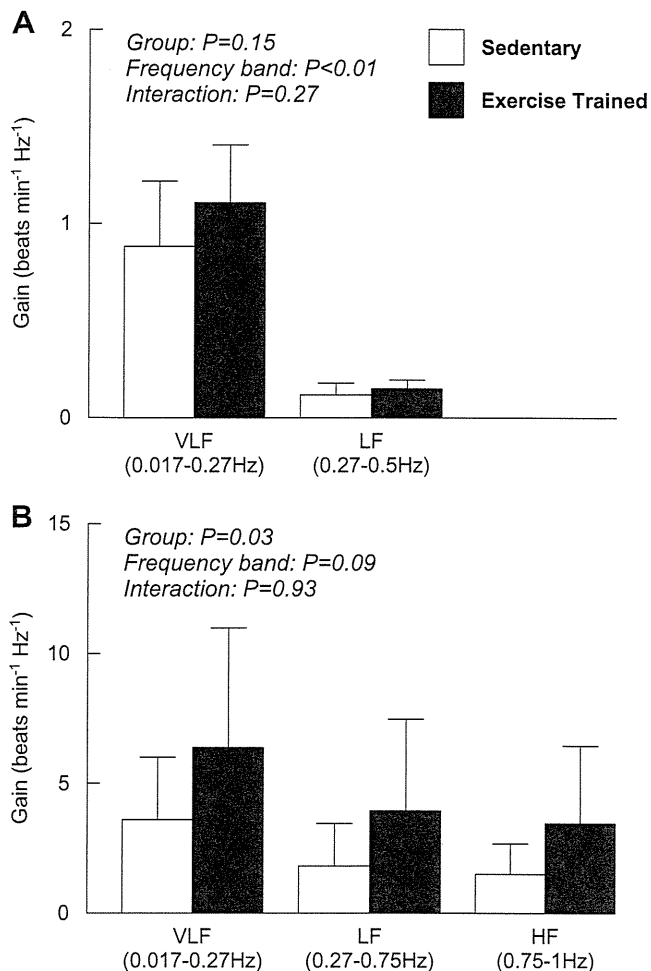 A
2
Group: P=0.15
Frequency band: P<0.01
Interaction: P=0.27
Sedentary
Exercise Trained
Gain (beats min⁻¹ Hz⁻¹)
1
0
VLF
LF
(0.017-0.27Hz)
(0.27-0.5Hz)
B
15
Group: P=0.03
Frequency band: P=0.09
Interaction: P=0.93
Gain (beats min⁻¹ Hz⁻¹)
10
5
0
VLF
LF
HF
(0.017-0.27Hz)
(0.27-0.75Hz)
(0.75-1Hz)